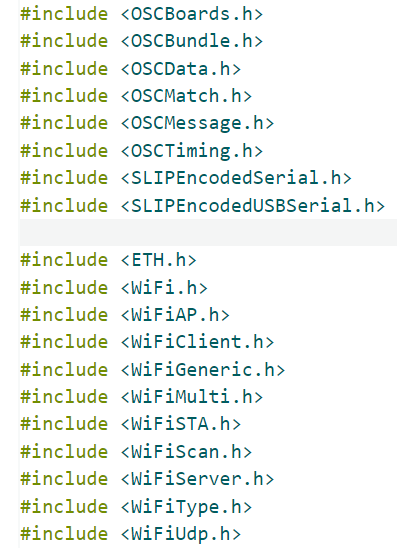 #include <OSCBoards.h>
#include <OSCBundle.h>
#include <OSCData.h>
#include <OSCMatch.h>
#include <OSCMessage.h>
#include <OSCTiming.h>
#include <SLIPEncodedSerial.h>
#include <SLIPEncodedUSBSerial.h>
#include <ETH.h>
#include <WiFi.h>
#include <WiFiAP.h>
#include <WiFiClient.h>
#include <WiFiGeneric.h>
#include <WiFiMulti.h>
#include <WiFiSTA.h>
#include <WiFiScan.h>
#include <WiFiServer.h>
#include <WiFiType.h>
#include <WiFiUdp.h>